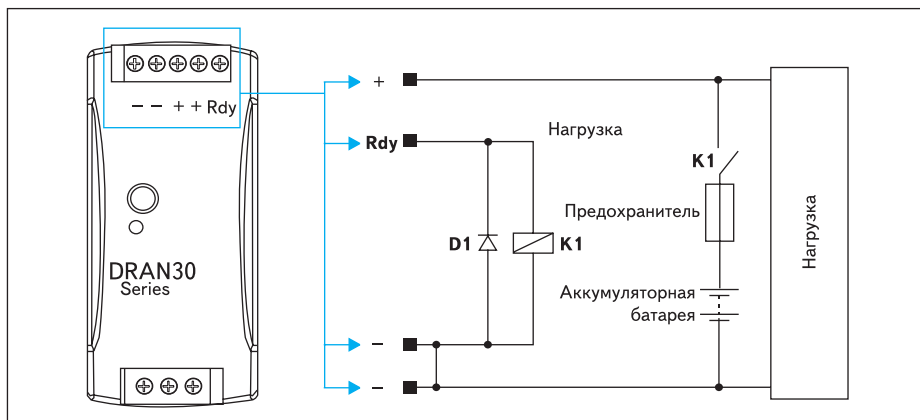 − − + + Rdy
DRAN30
Series
+
Rdy
−
−
Нагрузка
D1
K1
K1
Предохранитель
Аккумуляторная
батарея
Нагрузка